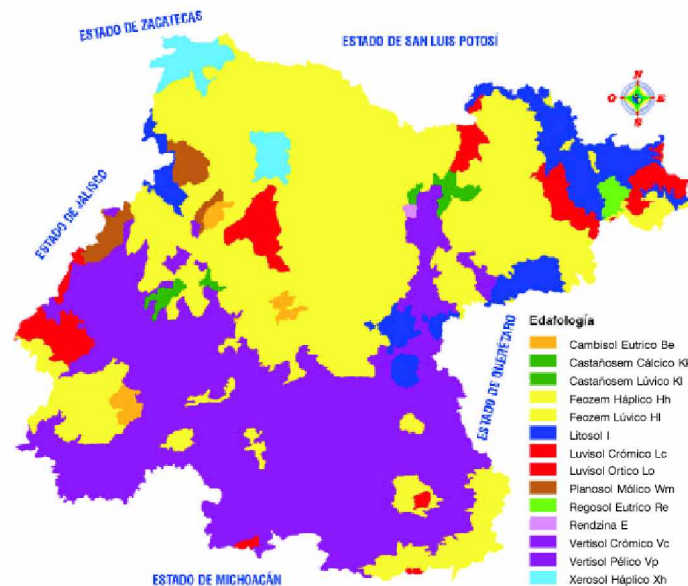 ESTADO DE ZACATECAS
ESTADO DE SAN LUIS POTOSÍ
N
O E
S
ESTADO DE JALISCO
ESTADO DE QUERÉTARO
Edafología
Cambisol Eutrico Be
Castañosem Cálcico Kk
Castañosem Lúvico Kl
Feozem Háplico Hh
Feozem Lúvico Hl
Litosol I
Luvisol Crómico Lc
Luvisol Ortico Lo
Planosol Mólico Wm
Regosol Eutrico Re
Rendzina E
Vertisol Crómico Vc
Vertisol Pélico Vp
Xerosol Háplico Xh
ESTADO DE MICHOACÁN